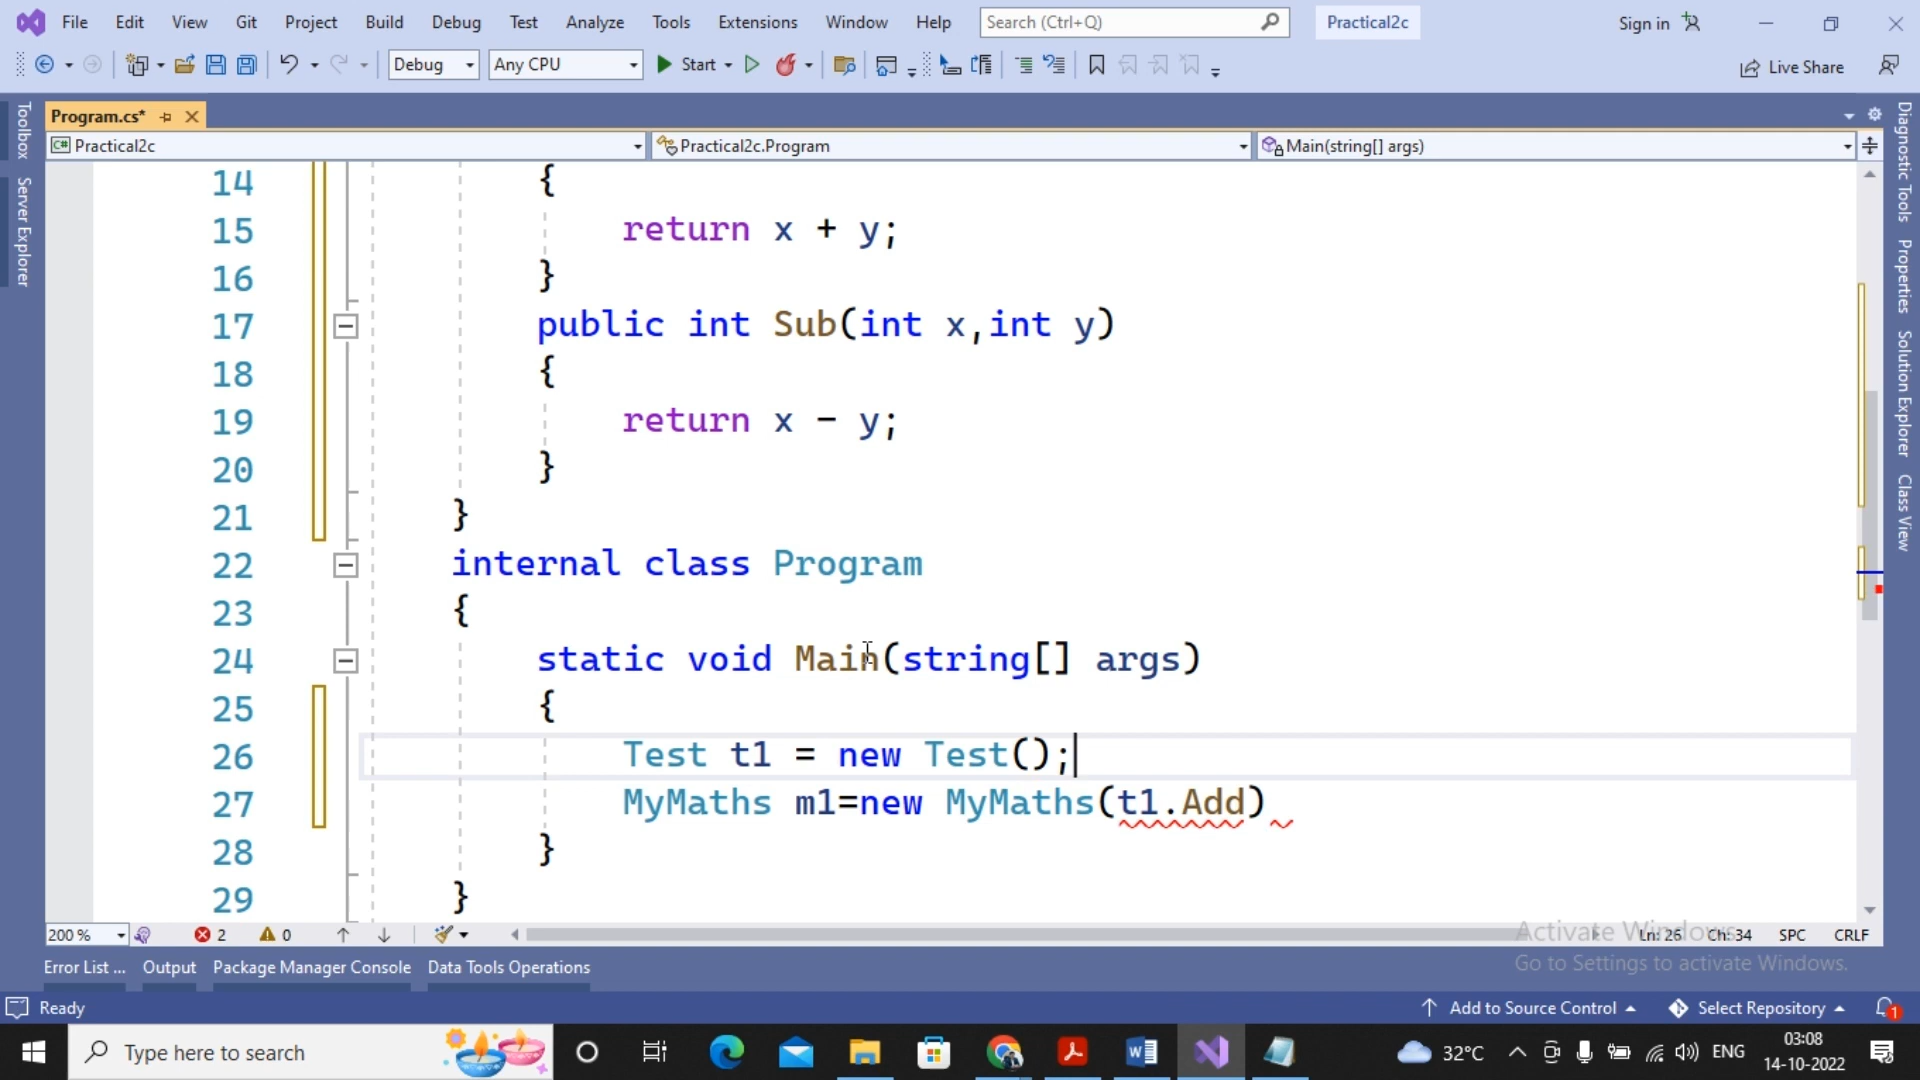 File Edit View Git Project Build Debug Test Analyze Tools Extensions Window Help Search (Ctrl+Q) Practical2c Sign in
Debug Any CPU Start Live Share
Program.cs*
Practical2c Practical2c.Program Main(string[] args)
Toolbox
Server Explorer
14 {
15 return x + y;
16 }
17 public int Sub(int x,int y)
18 {
19 return x - y;
20 }
21 }
22 internal class Program
23 {
24 static void Main(string[] args)
25 {
26 Test t1 = new Test();
27 MyMaths m1=new MyMaths(t1.Add)
28 }
29 }
Diagnostic Tools
Properties
Solution Explorer
Class View
200 % 2 0 Ln: 26 Ch: 34 SPC CRLF
Activate Windows
Go to Settings to activate Windows.
Error List ... Output Package Manager Console Data Tools Operations
Ready Add to Source Control Select Repository 1
Type here to search 32°C ENG 03:08
14-10-2022